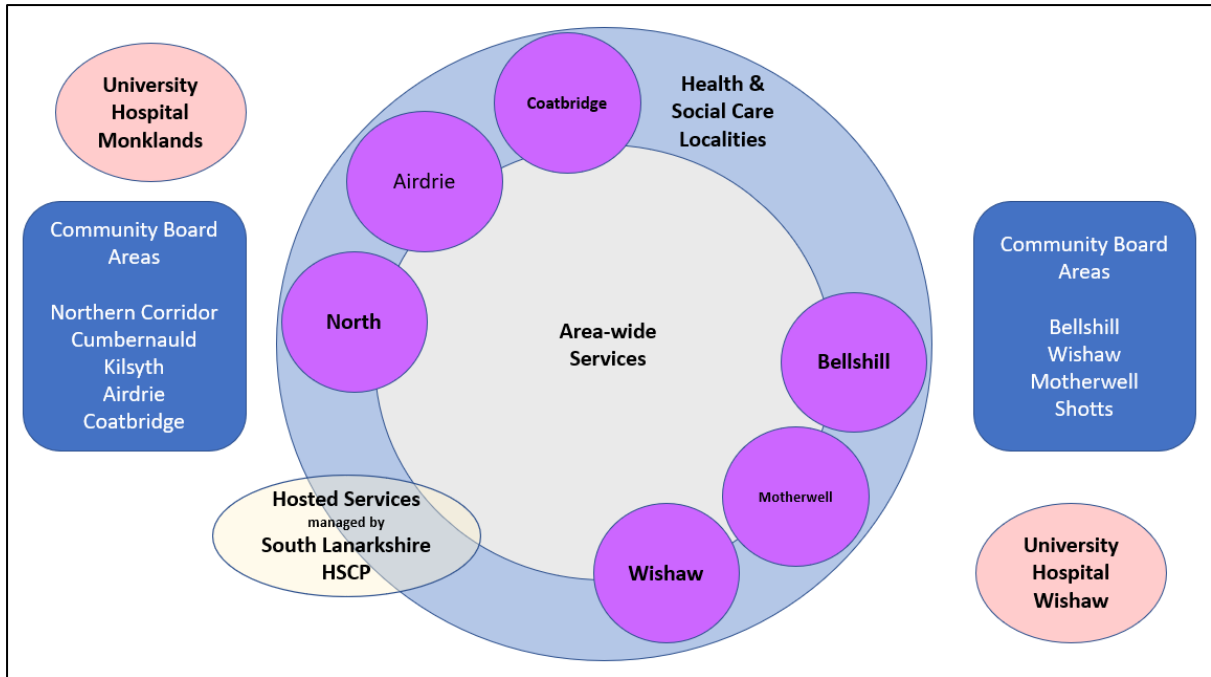 University
Hospital
Monklands
Community Board
Areas
Northern Corridor
Cumbernauld
Kilsyth
Airdrie
Coatbridge
Coatbridge
Airdrie
North
Health &
Social Care
Localities
Area-wide
Services
Bellshill
Motherwell
Wishaw
Hosted Services
managed by
South Lanarkshire
HSCP
Community Board
Areas
Bellshill
Wishaw
Motherwell
Shotts
University
Hospital
Wishaw